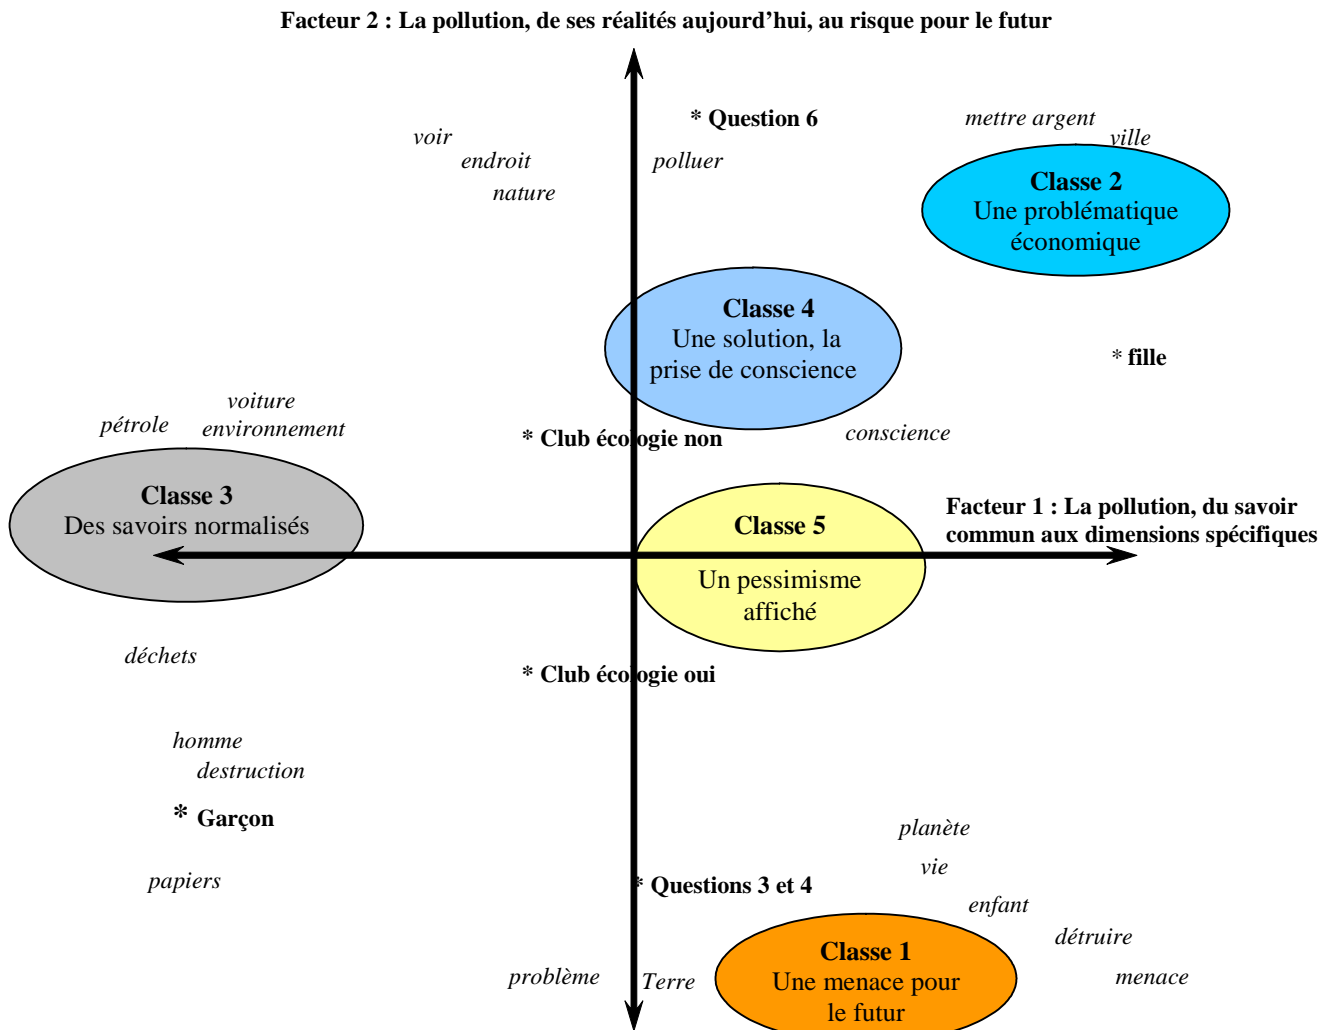 Facteur 2 : La pollution, de ses réalités aujourd’hui, au risque pour le futur
* Question 6
mettre argent
ville
voir
endroit
nature
polluer
Classe 2
Une problématique
économique
Classe 4
Une solution, la
prise de conscience
* fille
voiture
pétrole
environnement
* Club écologie non
conscience
Classe 3
Des savoirs normalisés
Facteur 1 : La pollution, du savoir
commun aux dimensions spécifiques
Classe 5
Un pessimisme
affiché
déchets
* Club écologie oui
homme
destruction
* Garçon
papiers
planète
vie
* Questions 3 et 4
enfant
détruire
menace
problème
Terre
Classe 1
Une menace pour
le futur